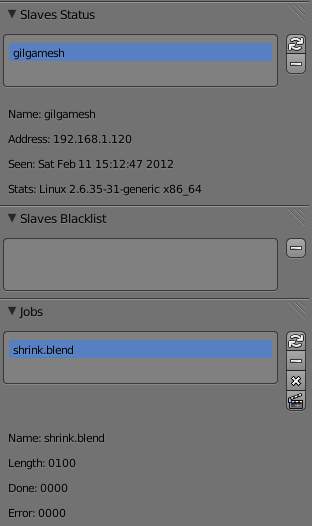 Slaves Status
gilgamesh
Name: gilgamesh
Address: 192.168.1.120
Seen: Sat Feb 11 15:12:47 2012
Stats: Linux 2.6.35-31-generic x86_64
Slaves Blacklist
Jobs
shrink.blend
Name: shrink.blend
Length: 0100
Done: 0000
Error: 0000